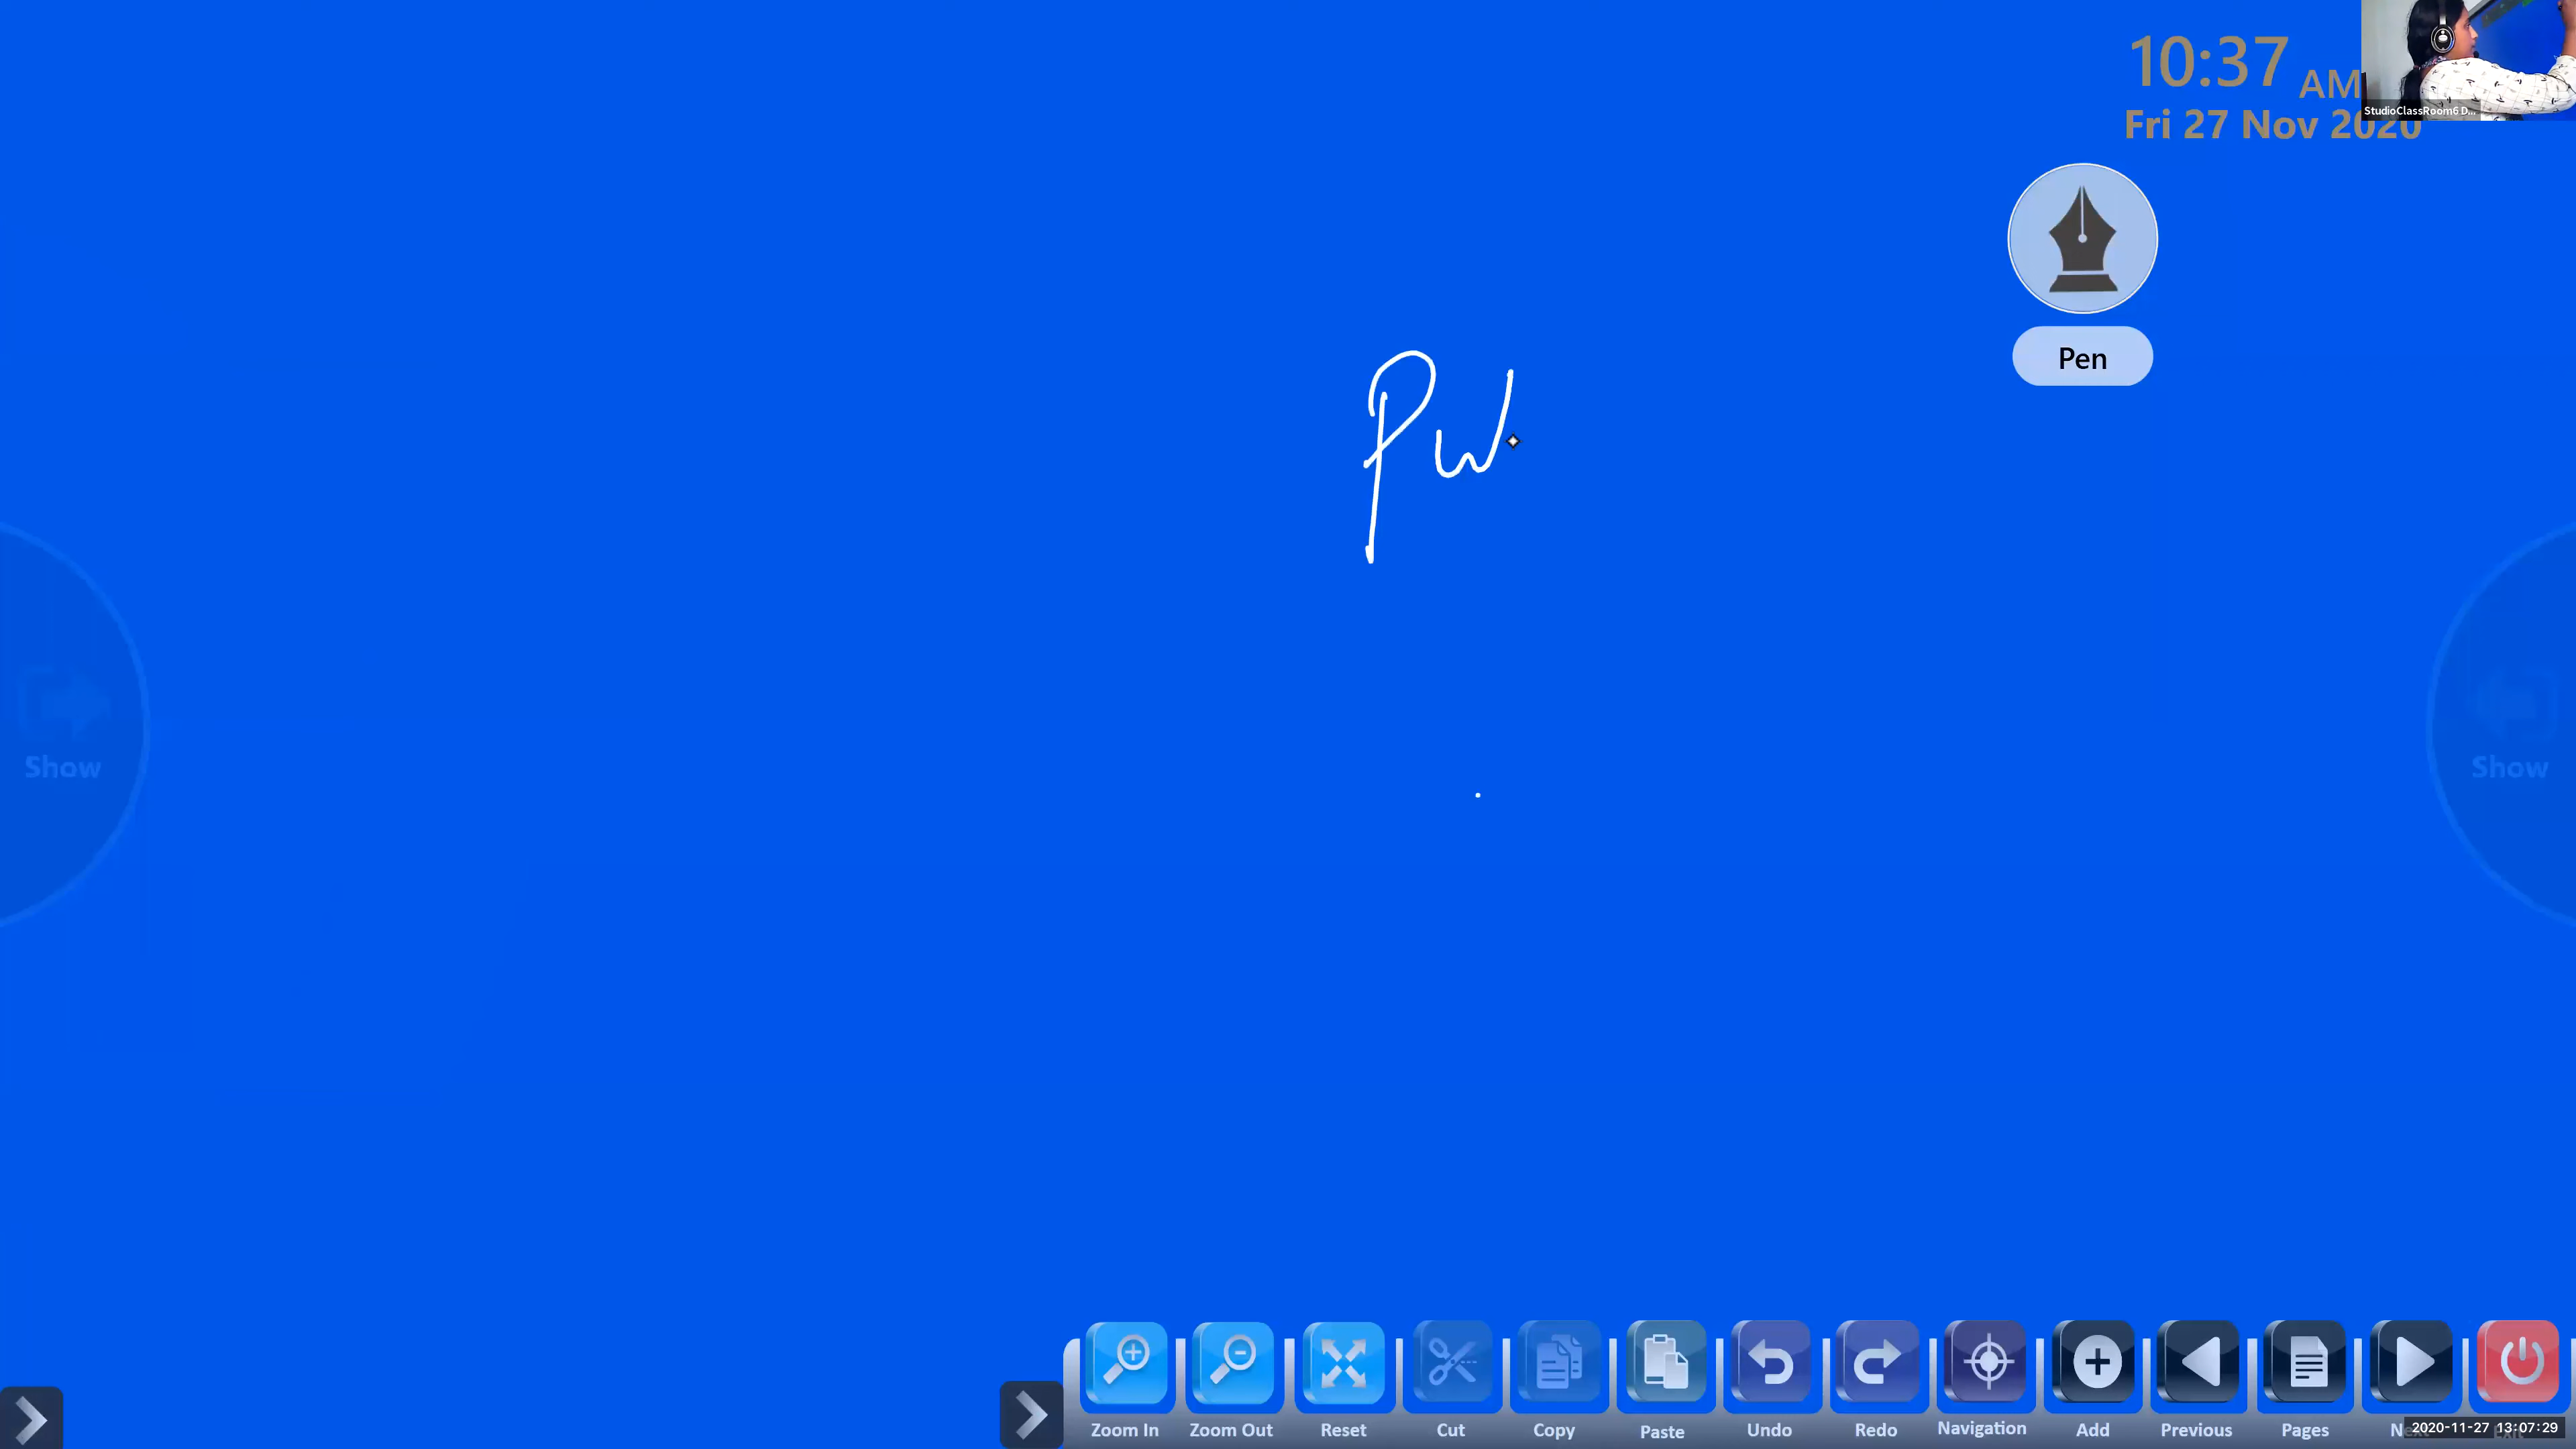 10:37 AM
StudioClassRoom6 D...
Fri 27 Nov 2020
Pen
Pw
Show
Show
Zoom In Zoom Out Reset Cut Copy Paste Undo Redo Navigation Add Previous Pages
2020-11-27 13:07:29